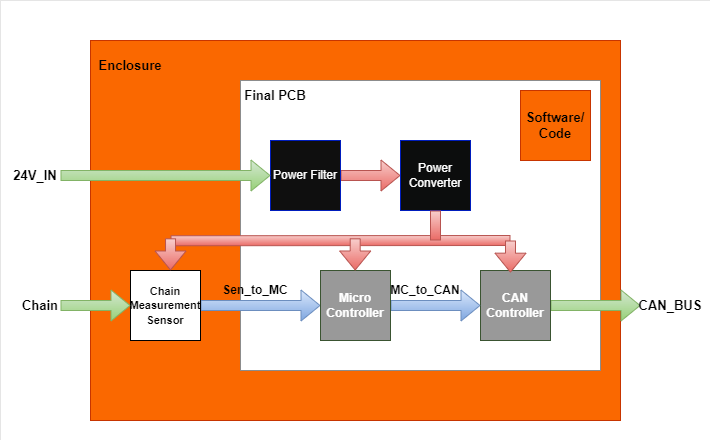 Enclosure
Final PCB
Software/
Code
24V_IN
Power Filter
Power
Converter
Chain
Chain
Measurement
Sensor
Sen_to_MC
Micro
Controller
MC_to_CAN
CAN
Controller
CAN_BUS